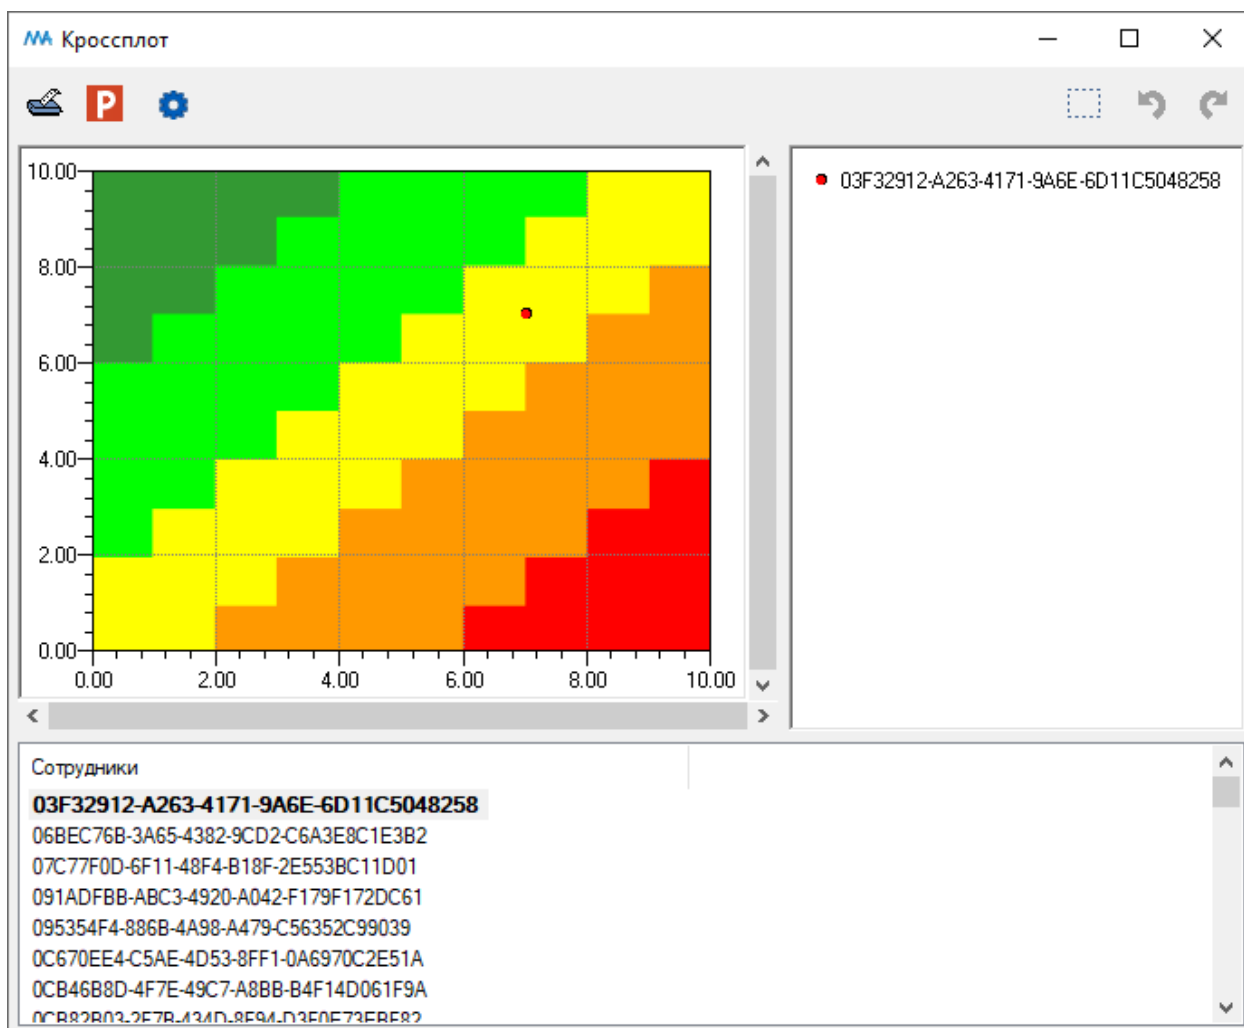 Кроссплот
P
10.00
8.00
6.00
4.00
2.00
0.00
0.00 2.00 4.00 6.00 8.00 10.00
03F32912-A263-4171-9A6E-6D11C5048258
Сотрудники
03F32912-A263-4171-9A6E-6D11C5048258
06BEC76B-3A65-4382-9CD2-C6A3E8C1E3B2
07C77F0D-6F11-48F4-B18F-2E553BC11D01
091ADFBB-ABC3-4920-A042-F179F172DC61
095354F4-886B-4A98-A479-C56352C99039
0C670EE4-C5AE-4D53-8FF1-0A6970C2E51A
0CB46B8D-4F7E-49C7-A8BB-B4F14D061F9A